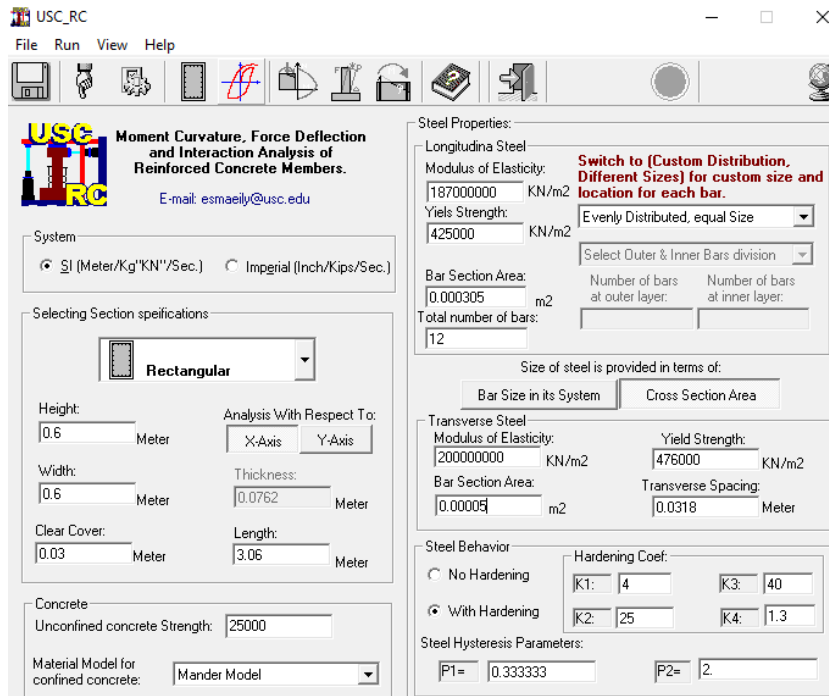 USC_RC
File Run View Help
USC
RC
Moment Curvature, Force Deflection
and Interaction Analysis of
Reinforced Concrete Members.
E-mail: esmaeily@usc.edu
System
SI (Meter/Kg"KN"/Sec.)
Imperial (Inch/Kips/Sec.)
Selecting Section speifications
Rectangular
Height:
0.6 Meter
Analysis With Respect To:
X-Axis Y-Axis
Width:
0.6 Meter
Thickness:
0.0762 Meter
Clear Cover:
0.03 Meter
Length:
3.06 Meter
Concrete
Unconfined concrete Strength: 25000
Material Model for
confined concrete:
Mander Model
Steel Properties:
Longitudina Steel
Modulus of Elasticity:
187000000 KN/m2
Yiels Strength:
425000 KN/m2
Switch to (Custom Distribution,
Different Sizes) for custom size and
location for each bar.
Evenly Distributed, equal Size
Select Outer & Inner Bars division
Bar Section Area:
0.000305 m2
Total number of bars:
12
Number of bars
at outer layer:
Number of bars
at inner layer:
Size of steel is provided in terms of:
Bar Size in its System
Cross Section Area
Transverse Steel
Modulus of Elasticity:
200000000 KN/m2
Yield Strength:
476000 KN/m2
Bar Section Area:
0.00005 m2
Transverse Spacing:
0.0318 Meter
Steel Behavior
No Hardening
With Hardening
Hardening Coef:
K1: 4 K3: 40
K2: 25 K4: 1.3
Steel Hysteresis Parameters:
P1= 0.333333 P2= 2.